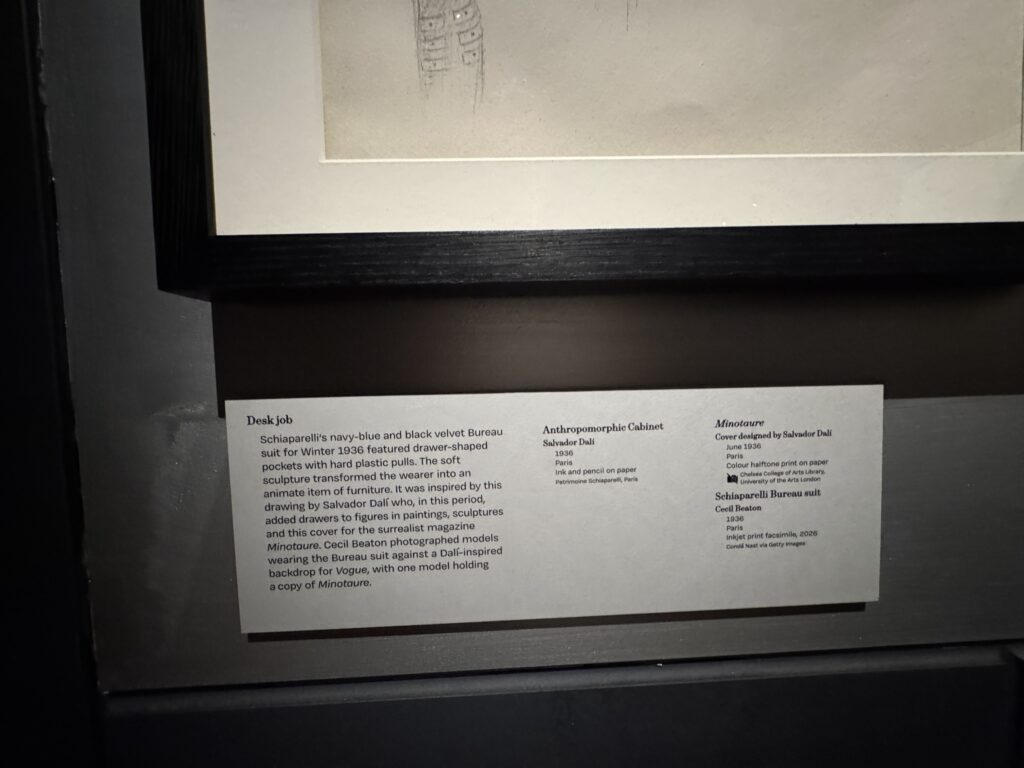 Desk job
Schiaparelli's navy-blue and black velvet Bureau
suit for Winter 1936 featured drawer-shaped
pockets with hard plastic pulls. The soft
sculpture transformed the wearer into an
animate item of furniture. It was inspired by this
drawing by Salvador Dalí who, in this period,
added drawers to figures in paintings, sculptures
and this cover for the surrealist magazine
Minotaure. Cecil Beaton photographed models
wearing the Bureau suit against a Dalí-inspired
backdrop for Vogue, with one model holding
a copy of Minotaure.
Anthropomorphic Cabinet
Salvador Dalí
1936
Paris
Ink and pencil on paper
Patrimoine Schiaparelli, Paris
Minotaure
Cover designed by Salvador Dalí
June 1936
Paris
Colour halftone print on paper
Chelsea College of Arts Library,
University of the Arts London
Schiaparelli Bureau suit
Cecil Beaton
1936
Paris
Inkjet print facsimile, 2026
Condé Nast via Getty Images